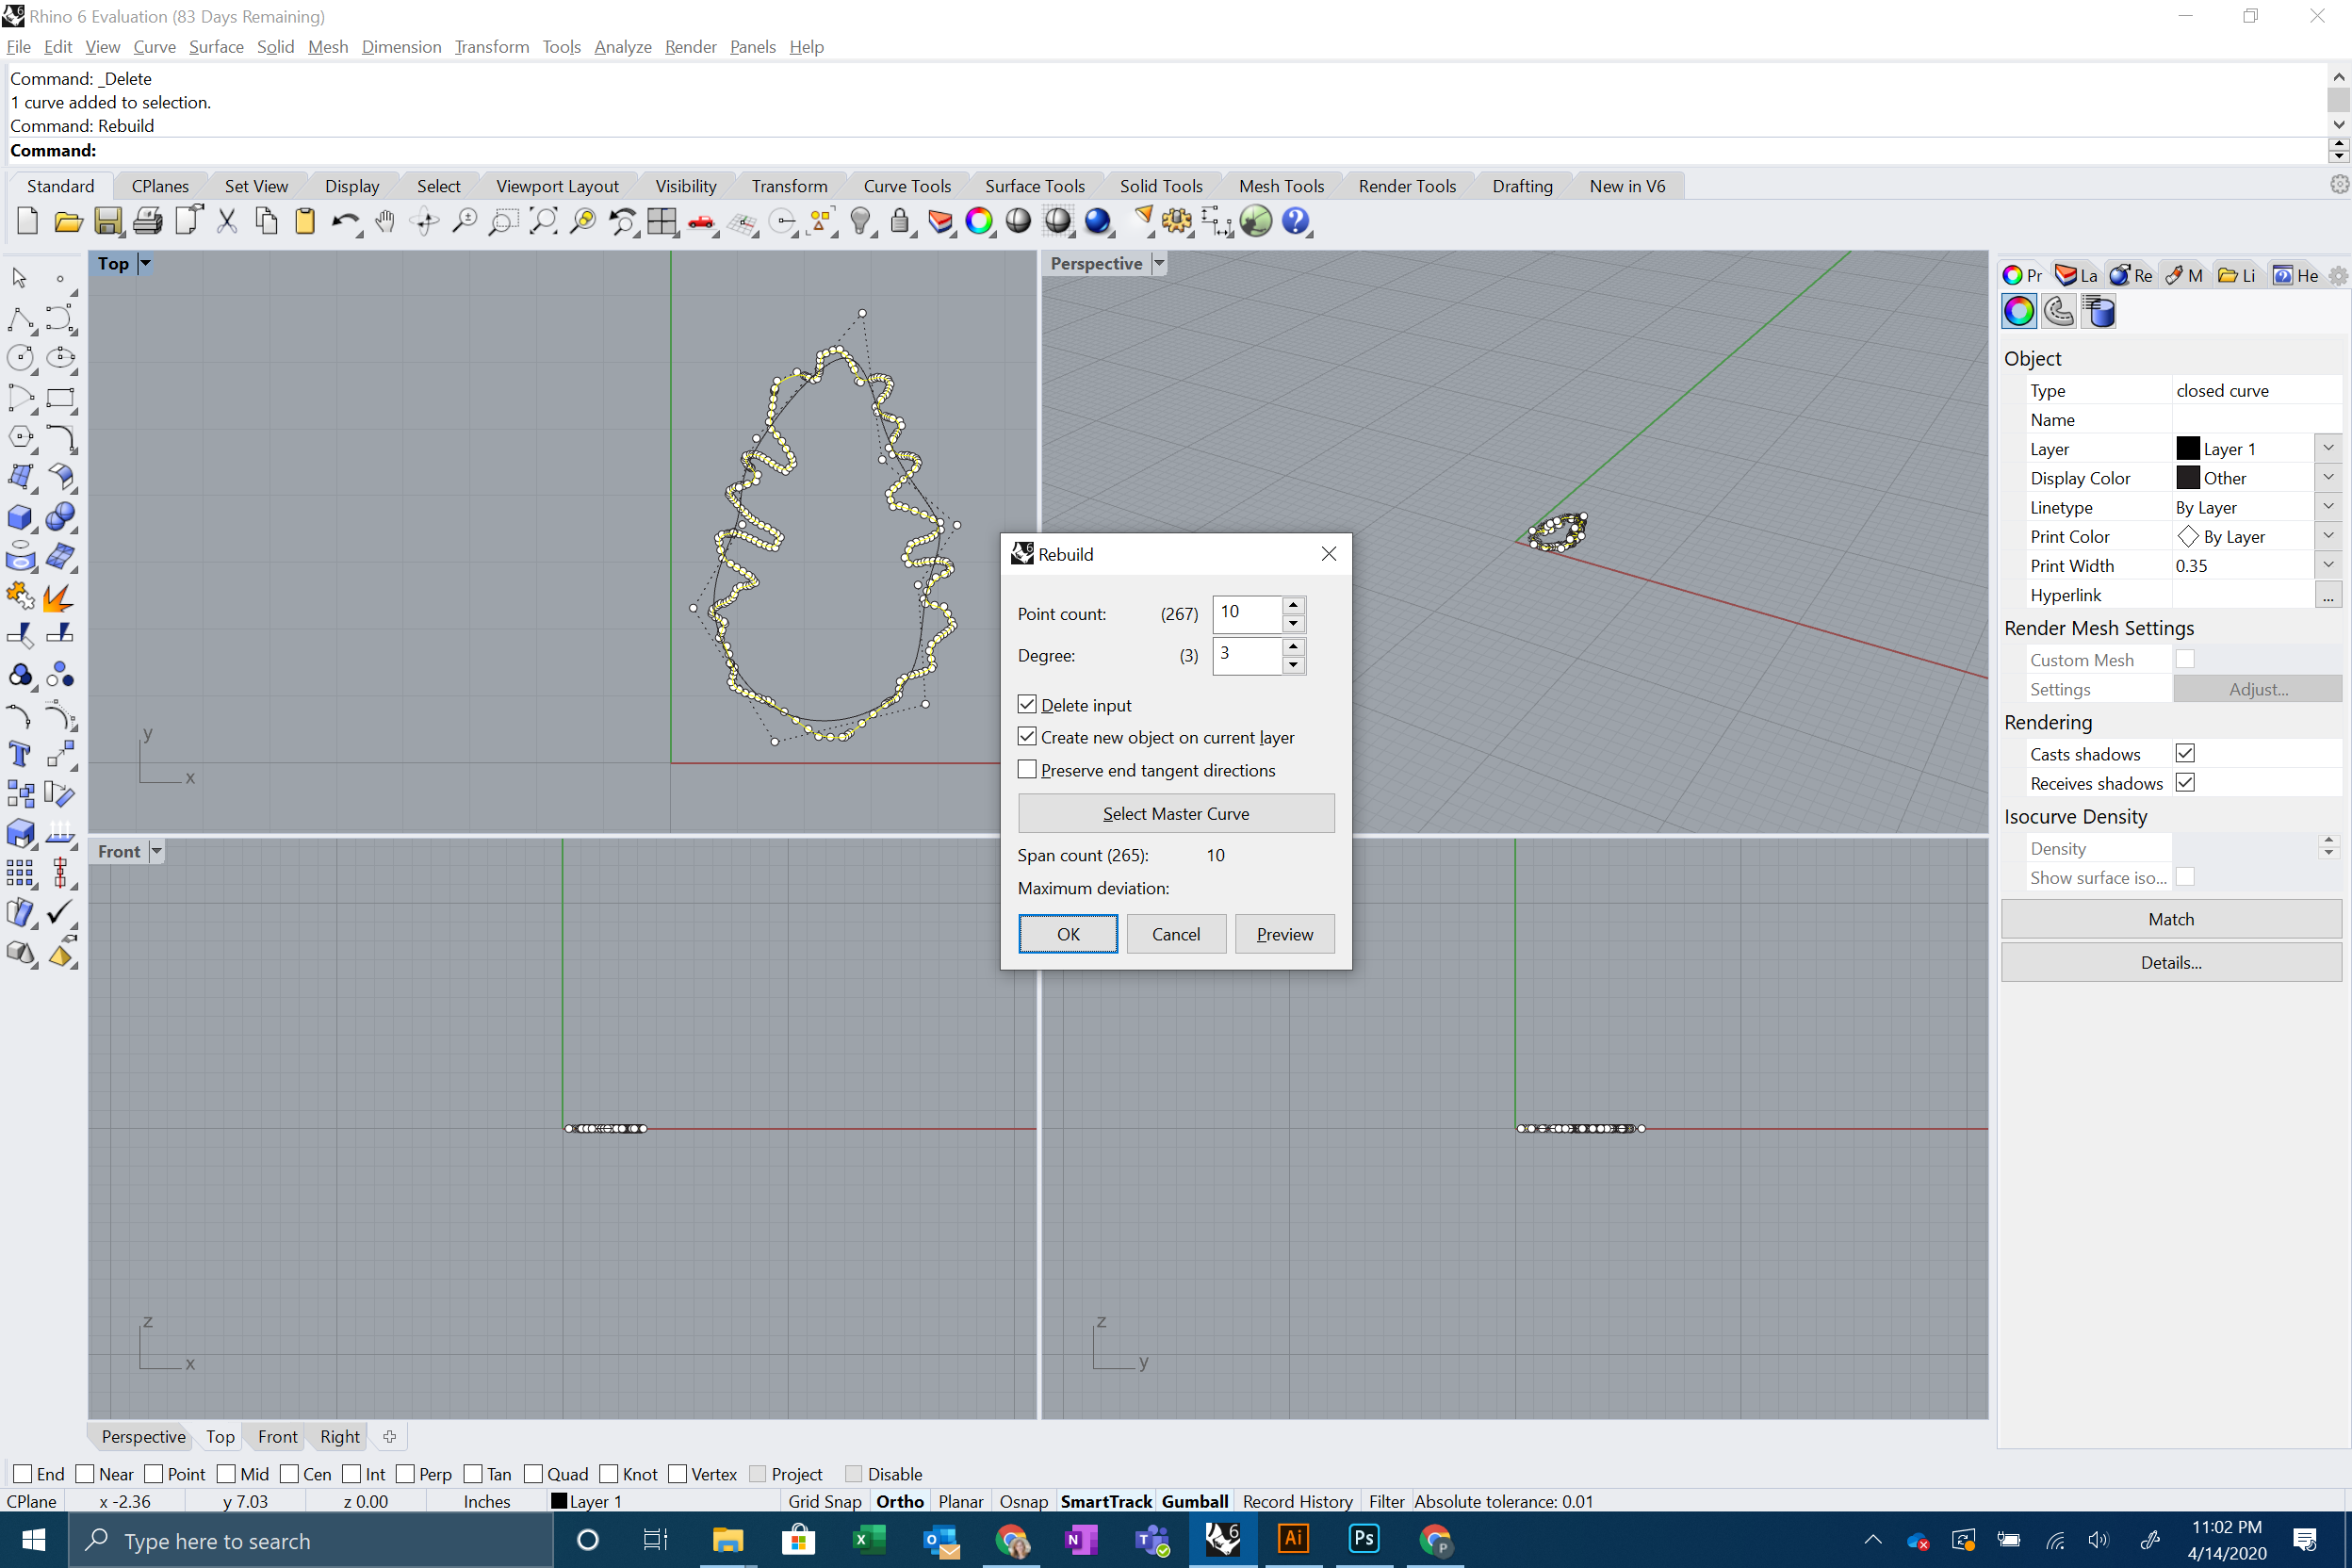 Rhino 6 Evaluation (83 Days Remaining)
File Edit View Curve Surface Solid Mesh Dimension Transform Tools Analyze Render Panels Help
Command: _Delete
1 curve added to selection.
Command: Rebuild
Command:
Standard CPlanes Set View Display Select Viewport Layout Visibility Transform Curve Tools Surface Tools Solid Tools Mesh Tools Render Tools Drafting New in V6
Top
Perspective
Pr La Re M Li He
Object
Type closed curve
Name
Layer Layer 1
Display Color Other
Linetype By Layer
Print Color By Layer
Print Width 0.35
Hyperlink ...
Render Mesh Settings
Custom Mesh
Settings Adjust...
Rendering
Casts shadows
Receives shadows
Isocurve Density
Density
Show surface iso...
Match
Details...
Rebuild
Point count: (267) 10
Degree: (3) 3
Delete input
Create new object on current layer
Preserve end tangent directions
Select Master Curve
Span count (265): 10
Maximum deviation:
OK Cancel Preview
y
x
Front
z
x
z
y
Perspective Top Front Right
End Near Point Mid Cen Int Perp Tan Quad Knot Vertex Project Disable
CPlane x -2.36 y 7.03 z 0.00 Inches Layer 1 Grid Snap Ortho Planar Osnap SmartTrack Gumball Record History Filter Absolute tolerance: 0.01
Type here to search
Ai
Ps
11:02 PM
4/14/2020